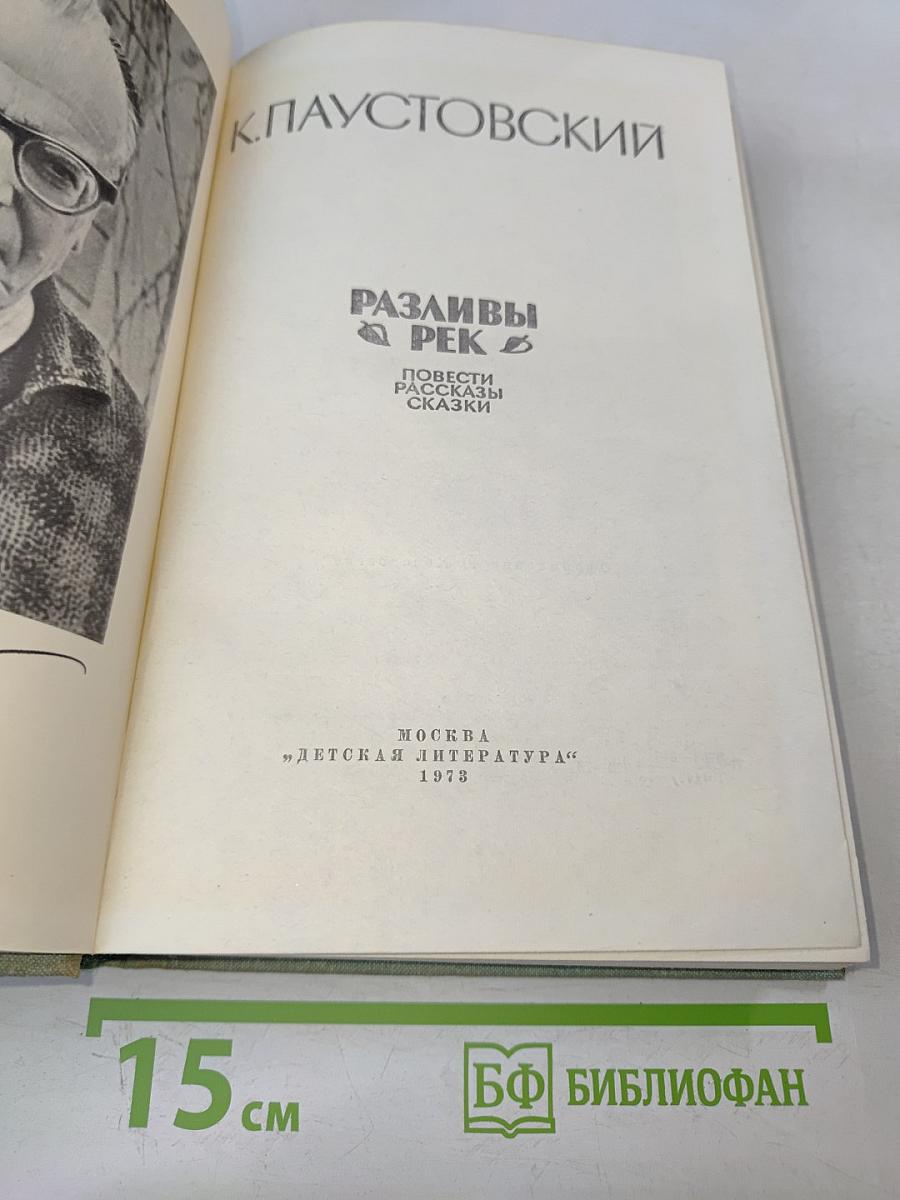 К. ПАУСТОВСКИЙ
РАЗЛИВЫ
РЕК
ПОВЕСТИ
РАССКАЗЫ
СКАЗКИ
МОСКВА
„ДЕТСКАЯ ЛИТЕРАТУРА“
1973
15 см
БФ БИБЛИОФАН